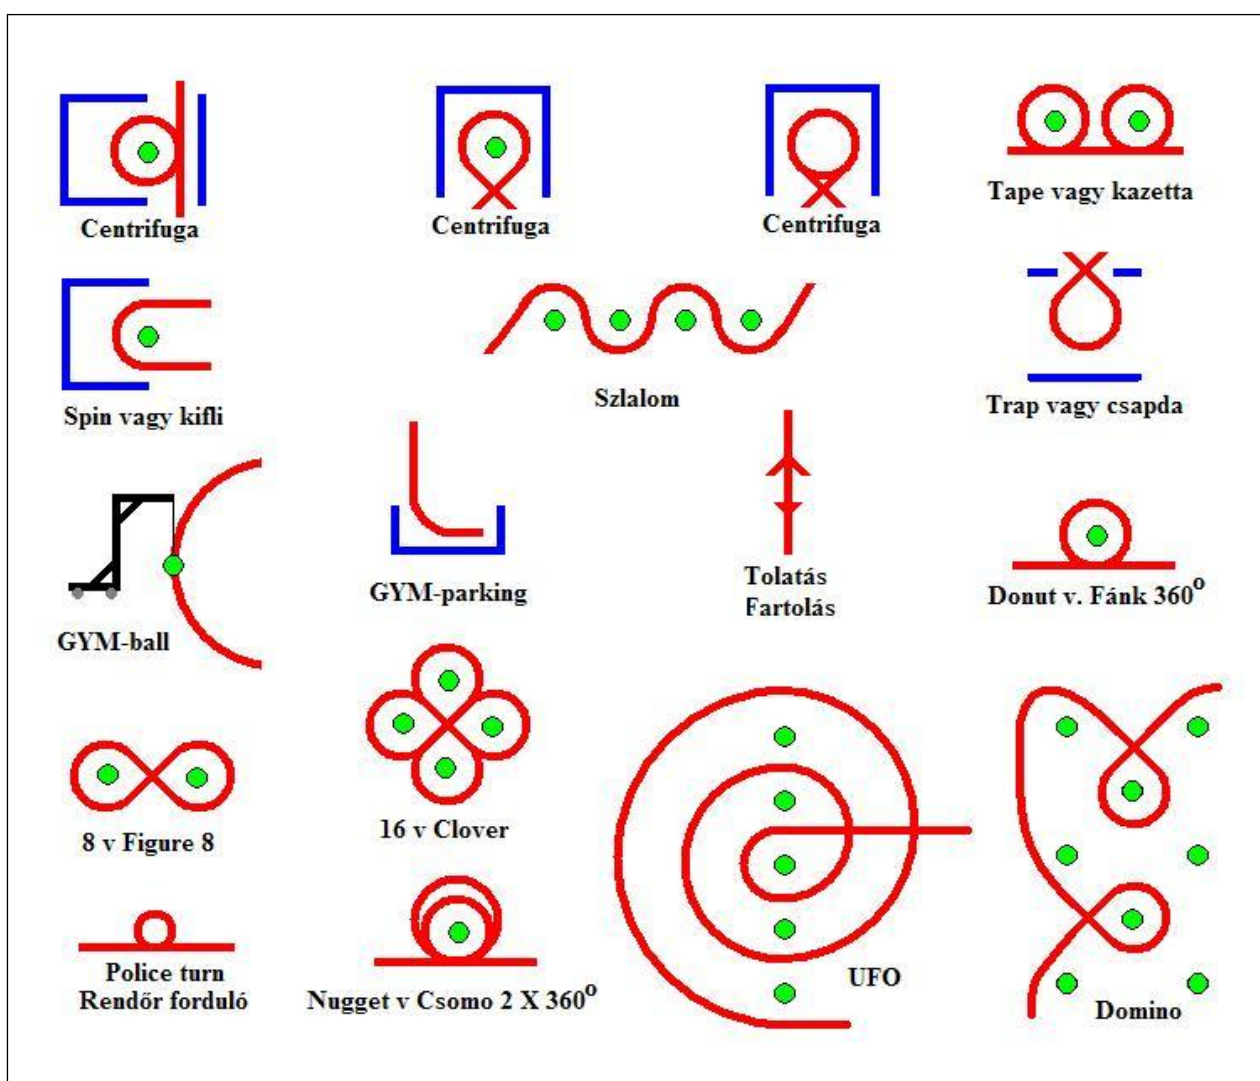 Centrifuga
Centrifuga
Centrifuga
Tape vagy kazetta
Spin vagy kifli
Szlalom
Trap vagy csapda
GYM-ball
GYM-parking
Tolatás
Fartolás
Donut v. Fánk 360°
8 v Figure 8
16 v Clover
UFO
Domino
Police turn
Rendőr forduló
Nugget v Csomo 2 X 360°